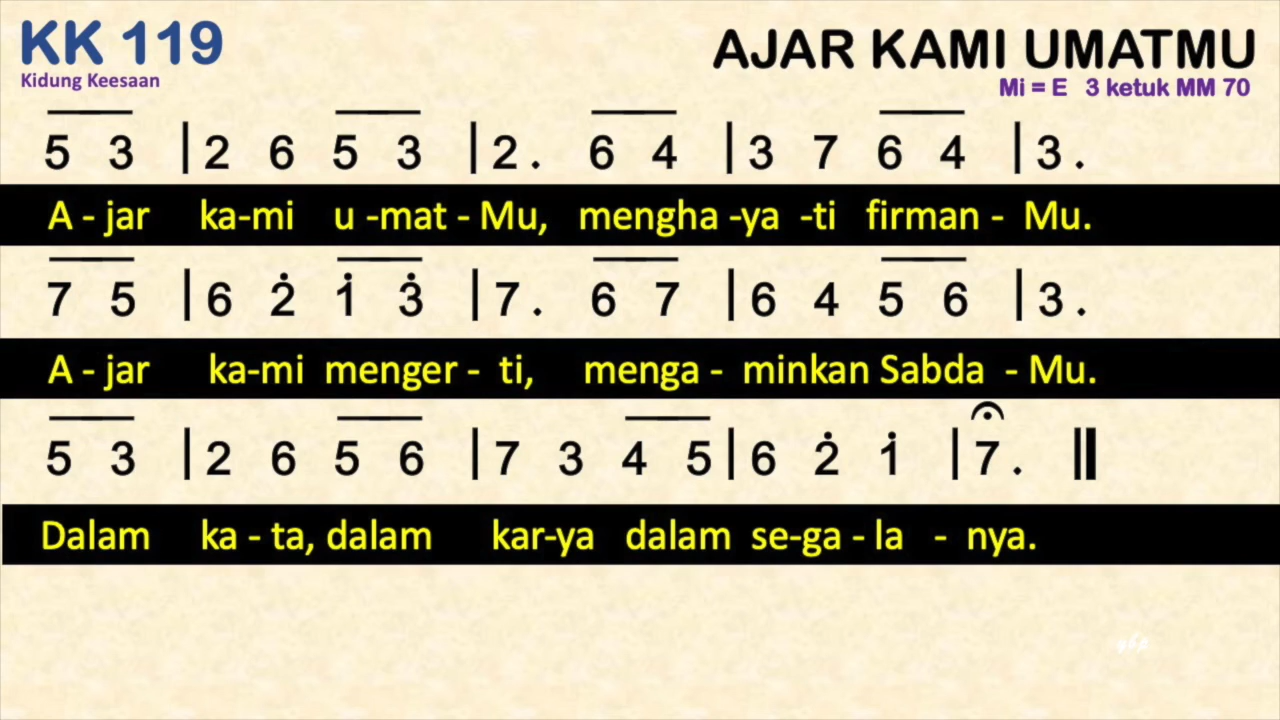 KK 119
Kidung Keesaan
AJAR KAMI UMATMU
Mi = E 3 ketuk MM 70
5 3 | 2 6 5 3 | 2 . 6 4 | 3 7 6 4 | 3 .
A - jar ka-mi u -mat - Mu, mengha -ya -ti firman - Mu.
7 5 | 6 2̇ 1̇ 3̇ | 7 . 6 7 | 6 4 5 6 | 3 .
A - jar ka-mi menger - ti, menga - minkan Sabda - Mu.
5 3 | 2 6 5 6 | 7 3 4 5 | 6 2̇ 1̇ | 7 . ||
Dalam ka - ta, dalam kar-ya dalam se-ga - la - nya.